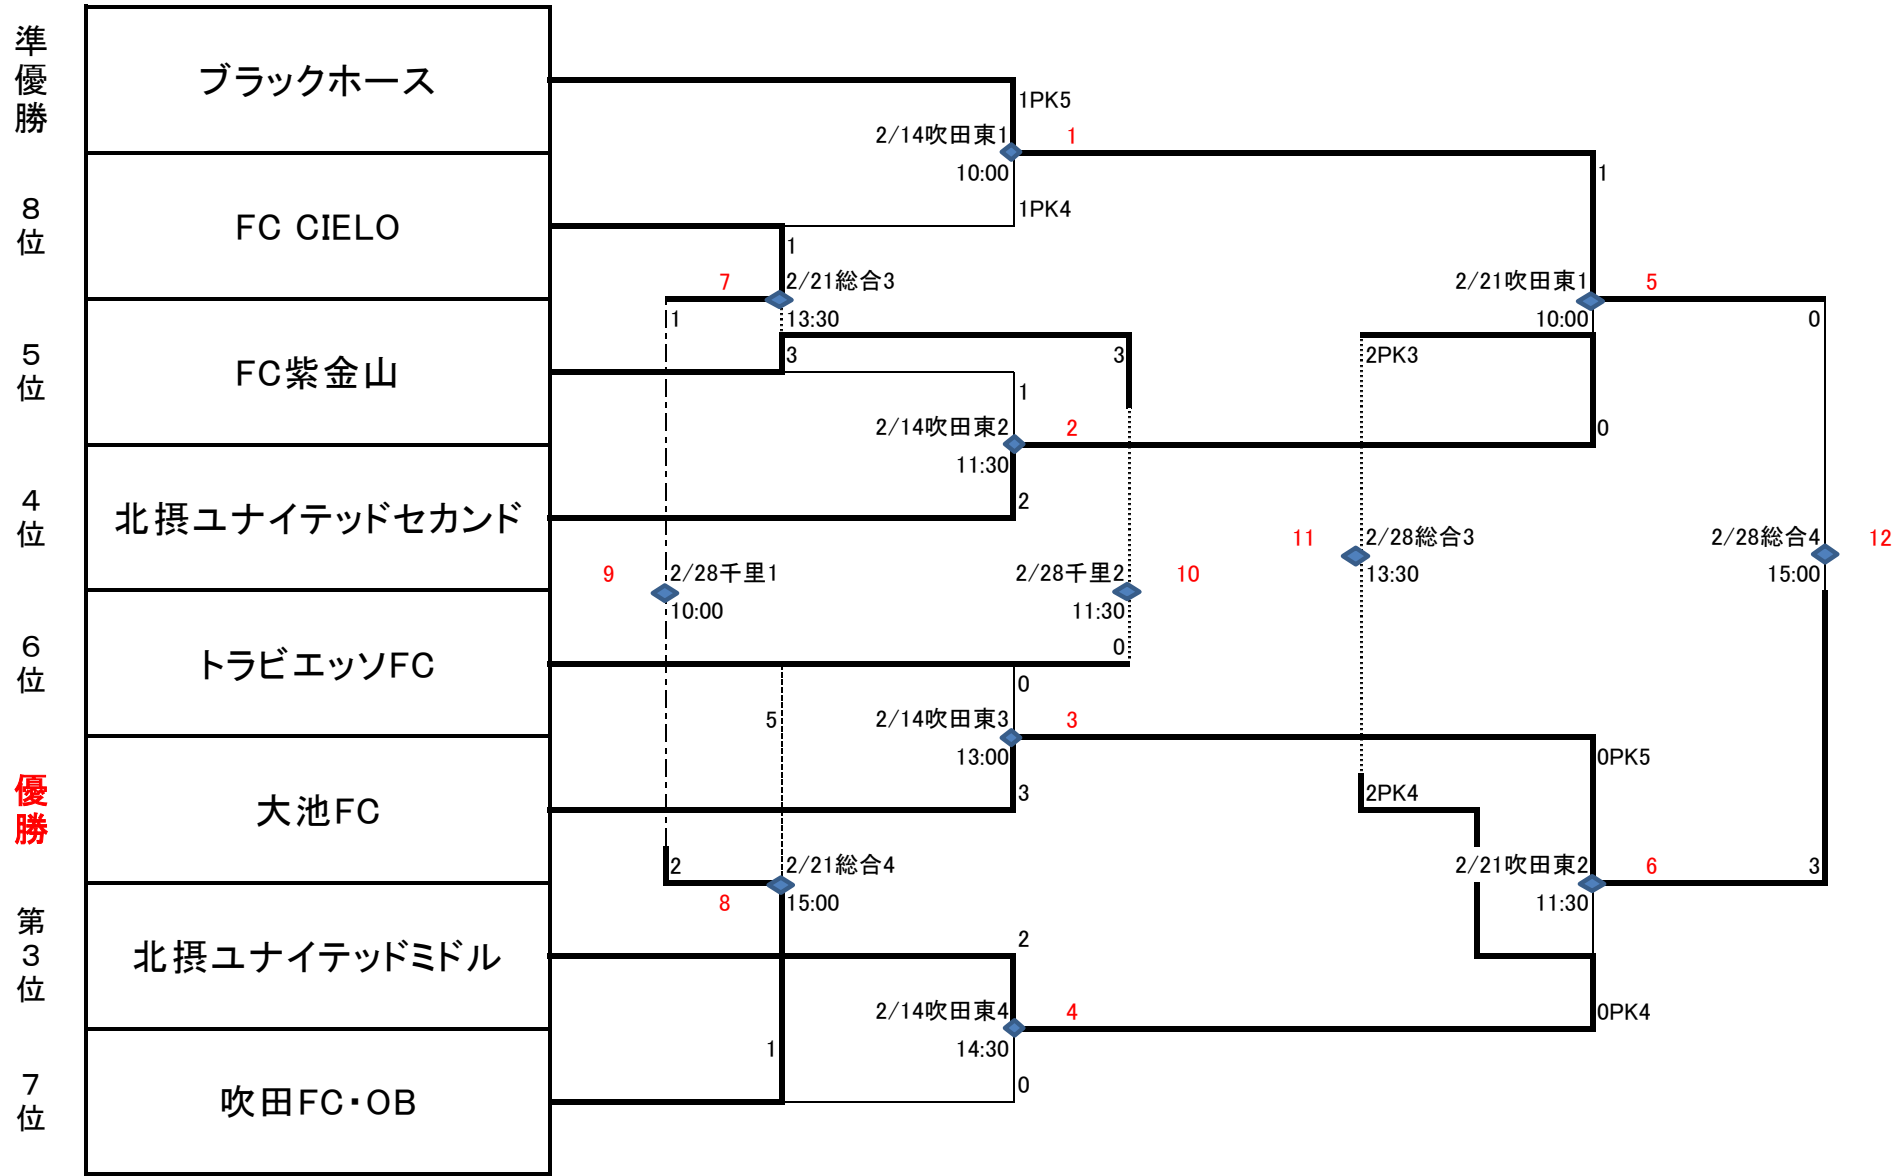 準優勝
ブラックホース
1PK5
2/14吹田東1
1
10:00
1
1PK4
8位
FC CIELO
1
7
2/21総合3
2/21吹田東1
5
1
13:30
10:00
0
5位
FC紫金山
3
3
2PK3
1
2/14吹田東2
2
0
11:30
4位
北摂ユナイテッドセカンド
2
11
2/28総合3
2/28総合4
12
9
2/28千里1
2/28千里2
10
13:30
15:00
10:00
11:30
6位
トラビエッソFC
0
0
5
2/14吹田東3
3
13:00
0PK5
優勝
大池FC
3
2PK4
2
2/21総合4
2/21吹田東2
6
3
8
15:00
11:30
第3位
北摂ユナイテッドミドル
2
2/14吹田東4
4
0PK4
1
14:30
7位
吹田FC・OB
0